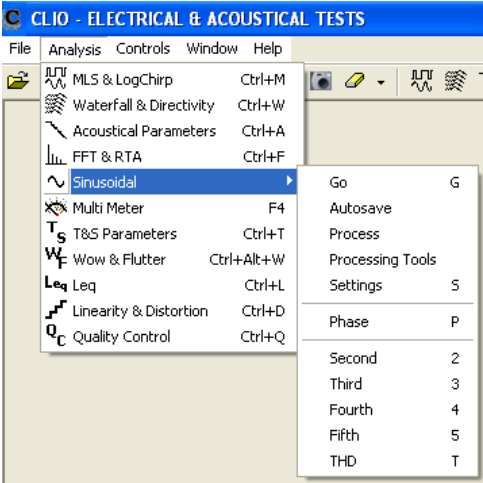 CLIO - ELECTRICAL & ACOUSTICAL TESTS
File Analysis Controls Window Help
MLS & LogChirp Ctrl+M
Waterfall & Directivity Ctrl+W
Acoustical Parameters Ctrl+A
FFT & RTA Ctrl+F
Sinusoidal
Multi Meter F4
T&S Parameters Ctrl+T
Wow & Flutter Ctrl+Alt+W
Leq Leq Ctrl+L
Linearity & Distortion Ctrl+D
Quality Control Ctrl+Q
Go G
Autosave
Process
Processing Tools
Settings S
Phase P
Second 2
Third 3
Fourth 4
Fifth 5
THD T